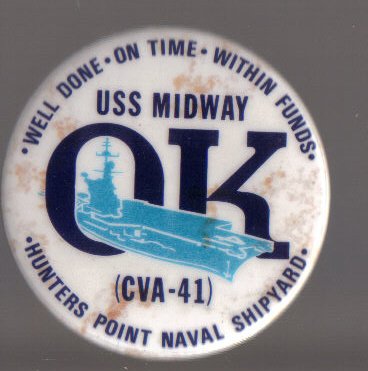 • WELL DONE • ON TIME • WITHIN FUNDS •
USS MIDWAY
OK
(CVA-41)
• HUNTERS POINT NAVAL SHIPYARD •